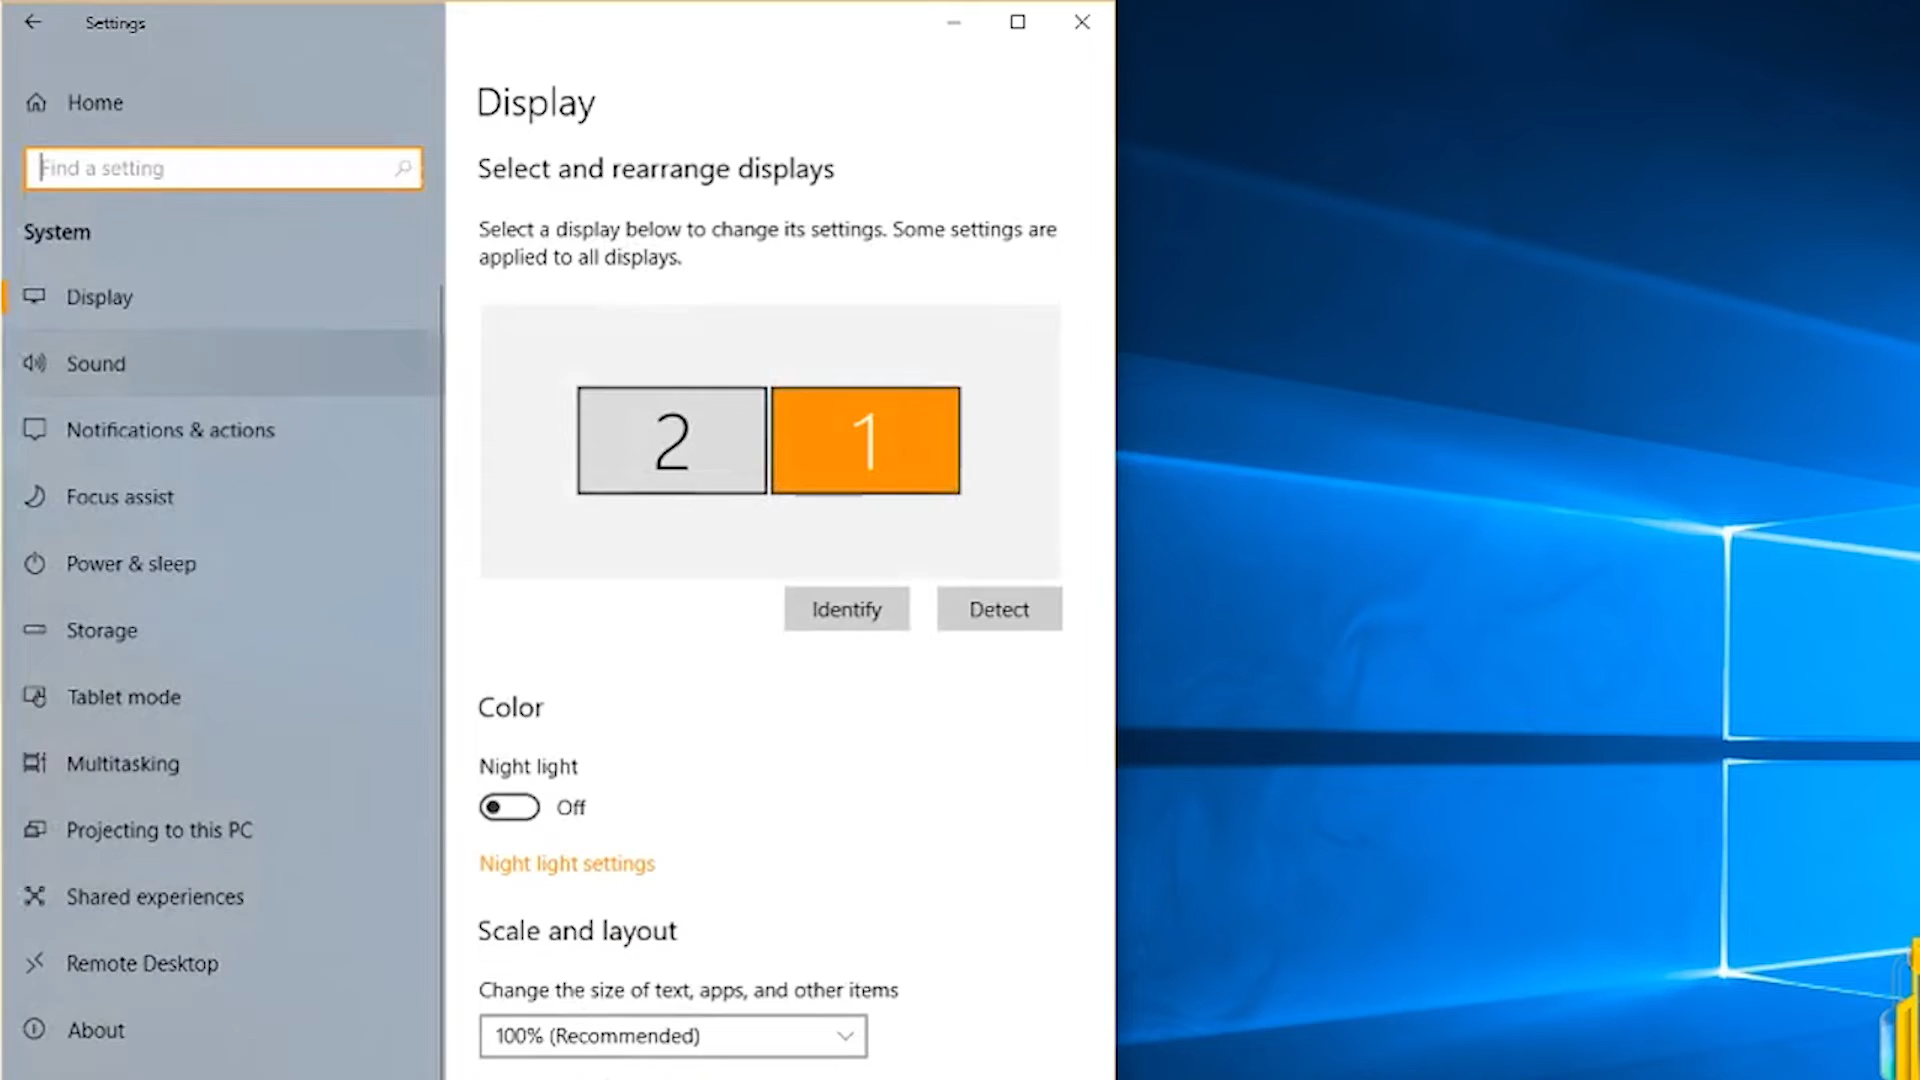 Settings
Home
Find a setting
System
Display
Sound
Notifications & actions
Focus assist
Power & sleep
Storage
Tablet mode
Multitasking
Projecting to this PC
Shared experiences
Remote Desktop
About
Display
Select and rearrange displays
Select a display below to change its settings. Some settings are
applied to all displays.
2 1
Identify Detect
Color
Night light
Off
Night light settings
Scale and layout
Change the size of text, apps, and other items
100% (Recommended)